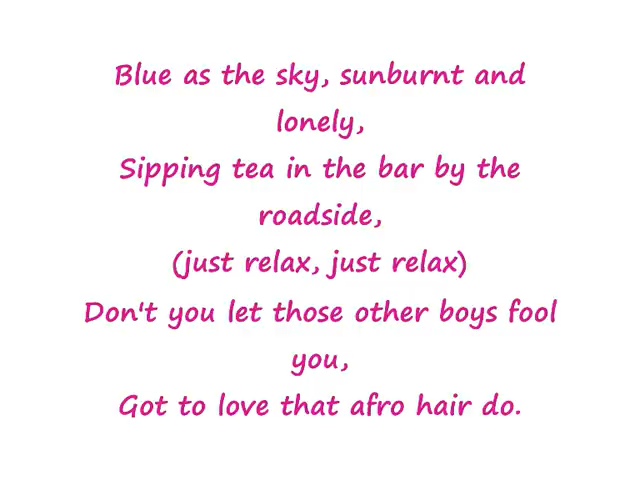 Blue as the sky, sunburnt and
lonely,
Sipping tea in the bar by the
roadside,
(just relax, just relax)
Don't you let those other boys fool
you,
Got to love that afro hair do.